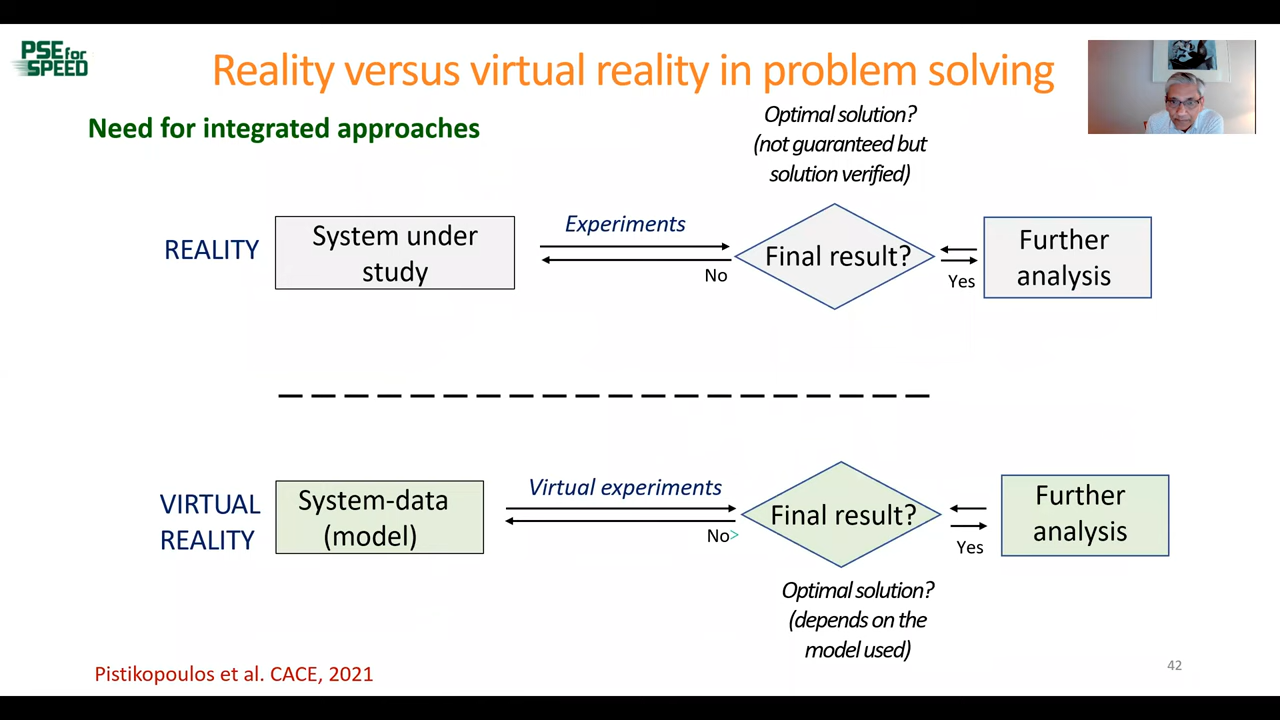 PSE for
SPEED
Reality versus virtual reality in problem solving
Need for integrated approaches
Optimal solution?
(not guaranteed but
solution verified)
REALITY
System under
study
Experiments
No
Final result?
Yes
Further
analysis
VIRTUAL
REALITY
System-data
(model)
Virtual experiments
No>
Final result?
Yes
Further
analysis
Optimal solution?
(depends on the
model used)
Pistikopoulos et al. CACE, 2021
42